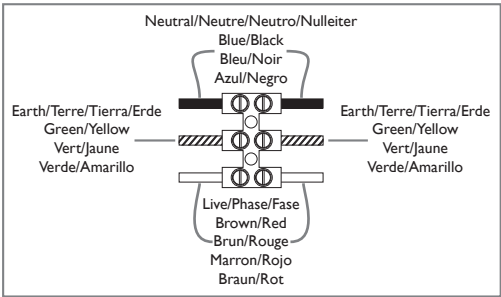 Neutral/Neutre/Neutro/Nulleiter
Blue/Black
Bleu/Noir
Azul/Negro
Earth/Terre/Tierra/Erde
Green/Yellow
Vert/Jaune
Verde/Amarillo
Earth/Terre/Tierra/Erde
Green/Yellow
Vert/Jaune
Verde/Amarillo
Live/Phase/Fase
Brown/Red
Brun/Rouge
Marron/Rojo
Braun/Rot